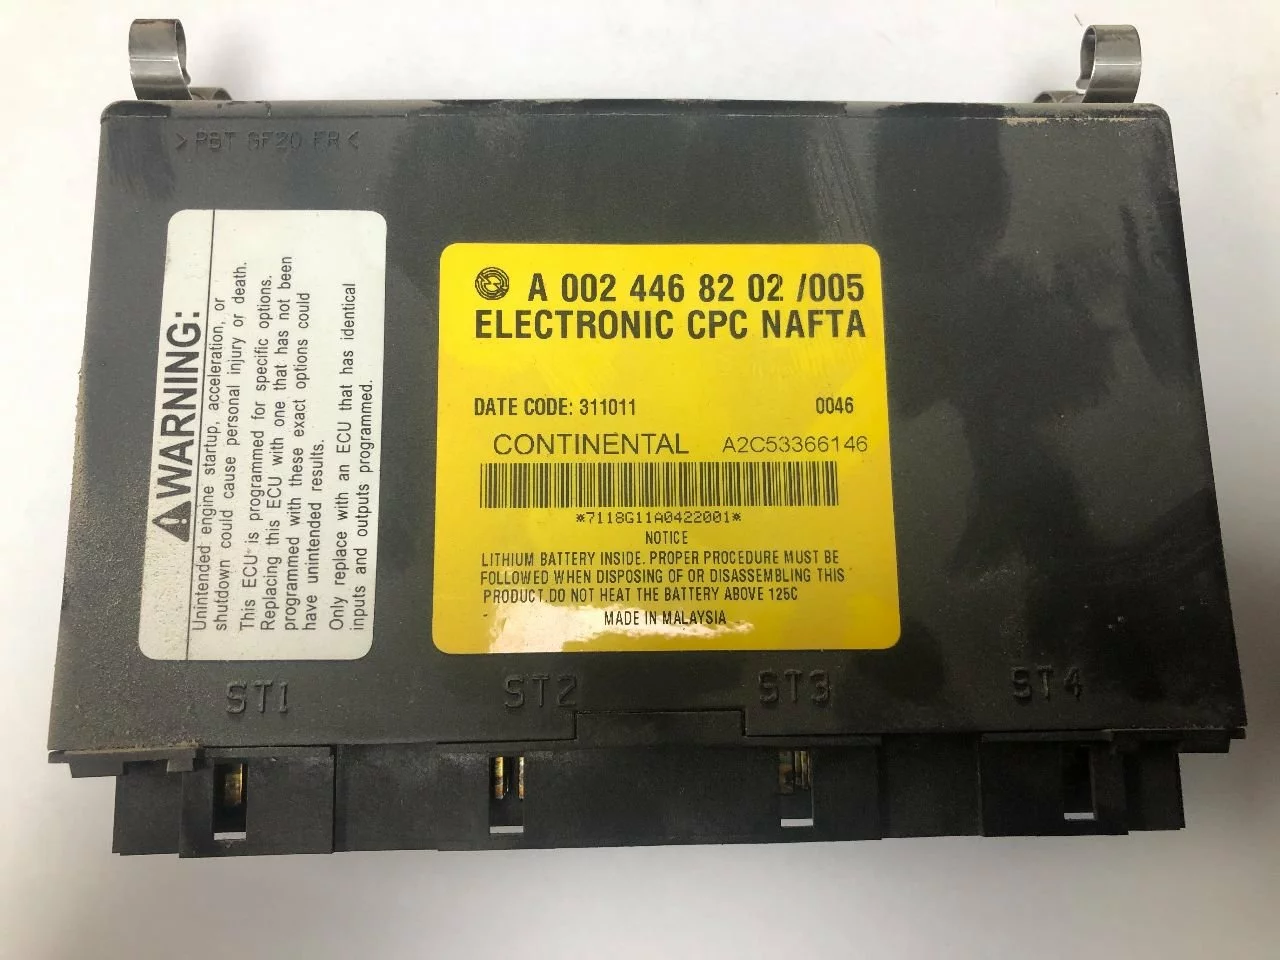 >PBT GF20 FR<
⚠WARNING:
Unintended engine startup, acceleration, or
shutdown could cause personal injury or death.
This ECU is programmed for specific options.
Replacing this ECU with one that has not been
programmed with these exact options could
have unintended results.
Only replace with an ECU that has identical
inputs and outputs programmed.
A 002 446 82 02 /005
ELECTRONIC CPC NAFTA
DATE CODE: 311011 0046
CONTINENTAL A2C53366146
*7118G11A0422001*
NOTICE
LITHIUM BATTERY INSIDE. PROPER PROCEDURE MUST BE
FOLLOWED WHEN DISPOSING OF OR DISASSEMBLING THIS
PRODUCT.DO NOT HEAT THE BATTERY ABOVE 125C
MADE IN MALAYSIA
ST1 ST2 ST3 ST4